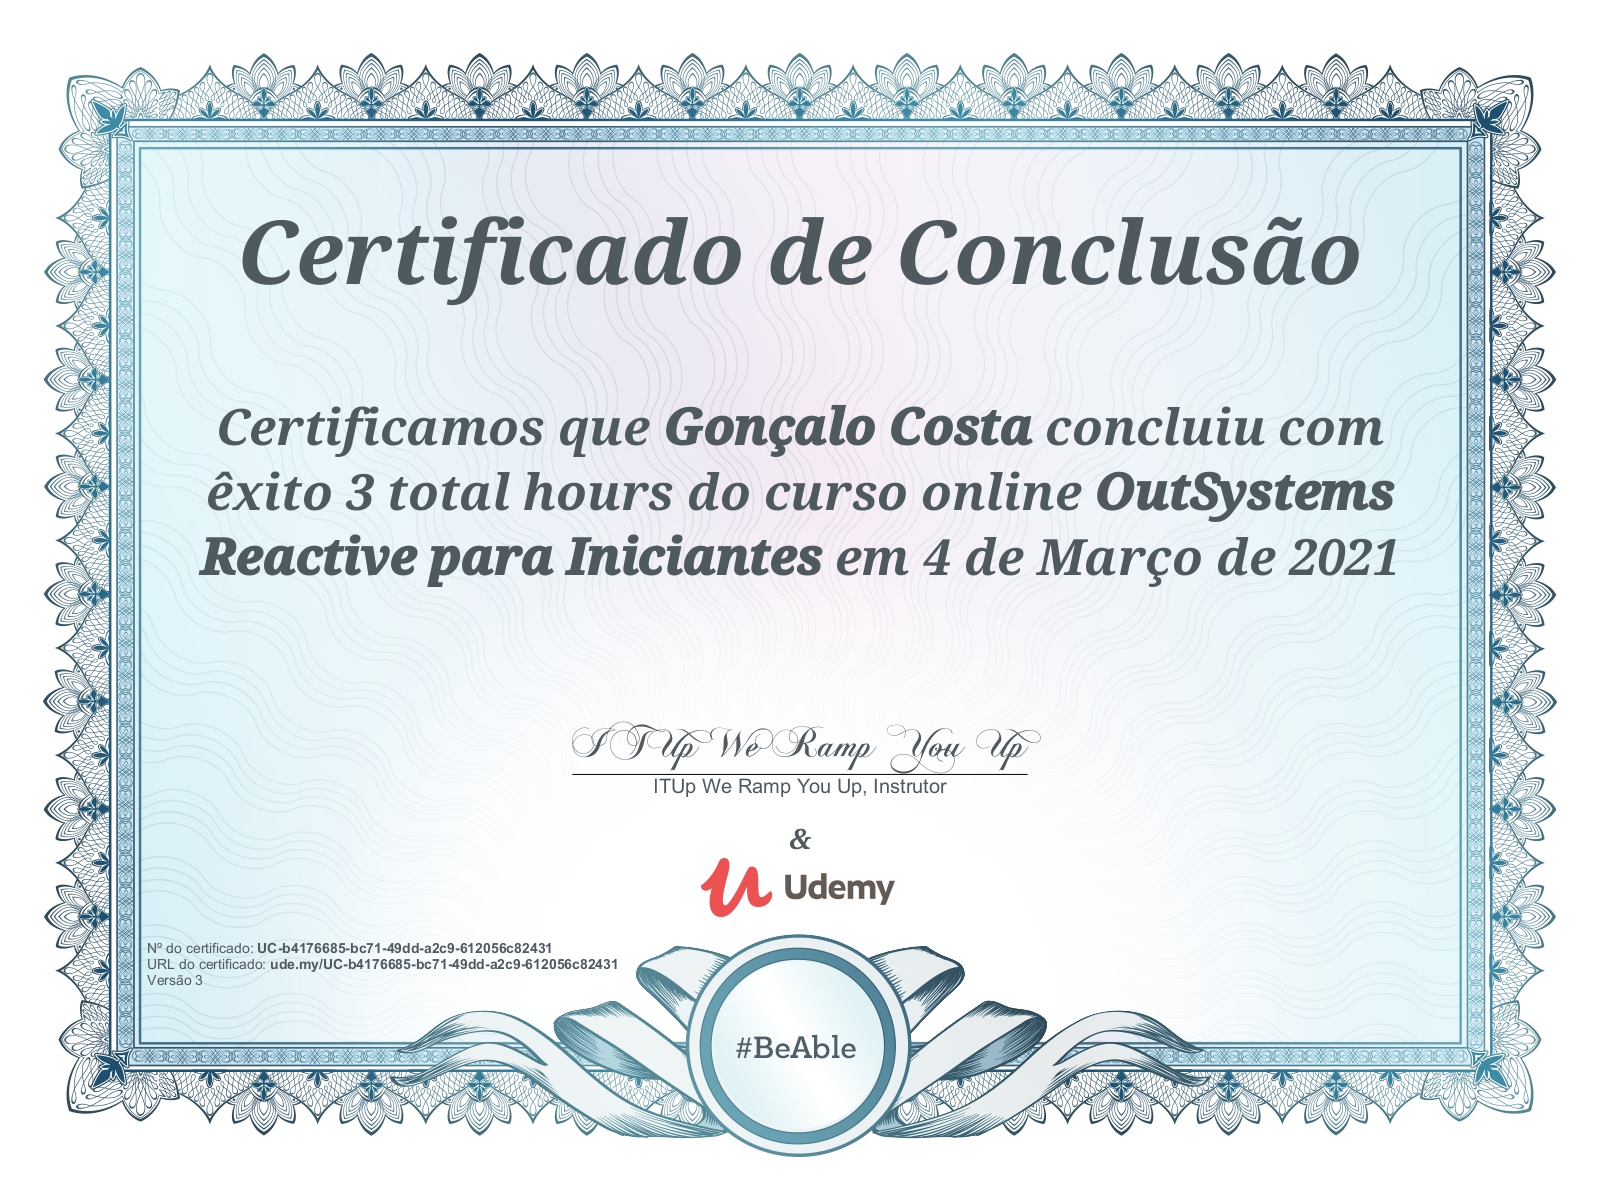 Certificado de Conclusão
Certificamos que Gonçalo Costa concluiu com
êxito 3 total hours do curso online OutSystems
Reactive para Iniciantes em 4 de Março de 2021
ITUp We Ramp You Up
ITUp We Ramp You Up, Instrutor
&
Udemy
Nº do certificado: UC-b4176685-bc71-49dd-a2c9-612056c82431
URL do certificado: ude.my/UC-b4176685-bc71-49dd-a2c9-612056c82431
Versão 3
#BeAble